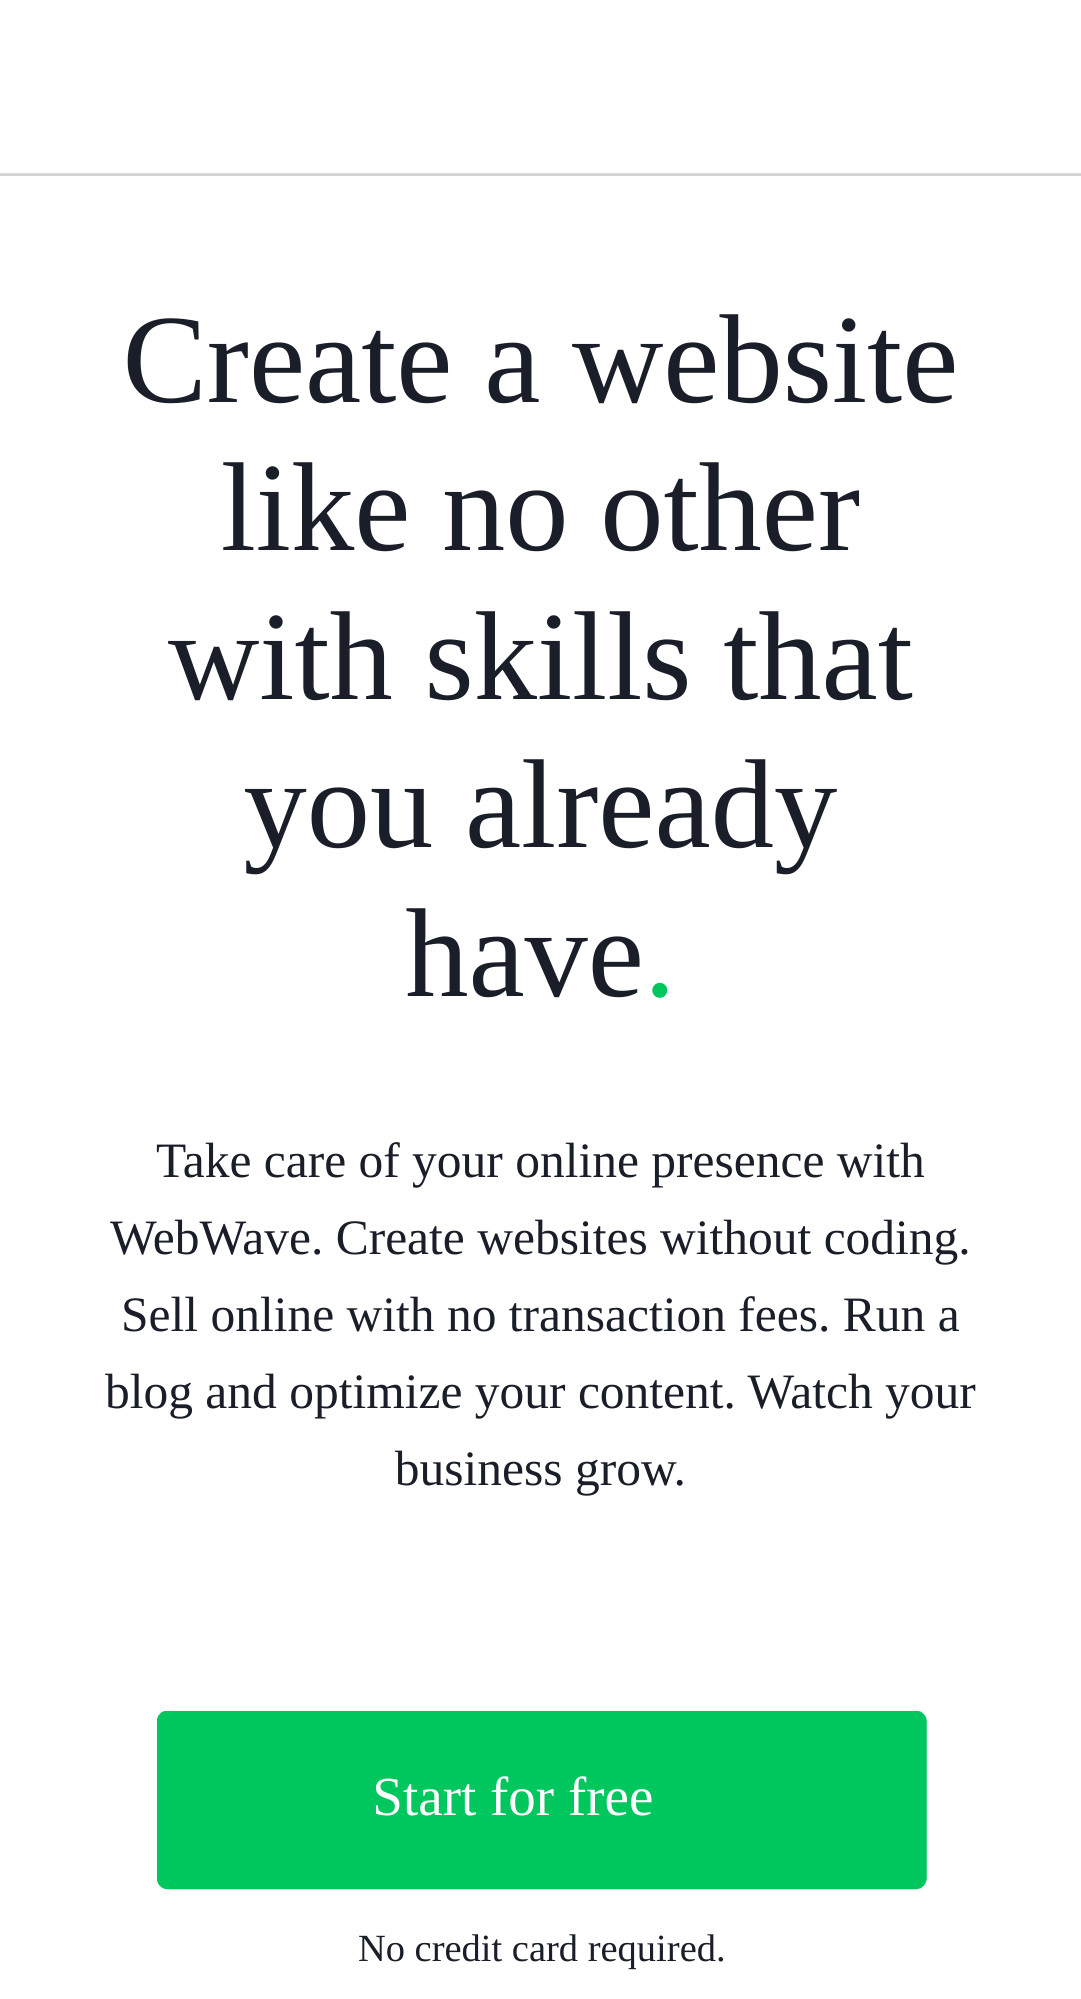 Create a website
like no other
with skills that
you already
have.
Take care of your online presence with
WebWave. Create websites without coding.
Sell online with no transaction fees. Run a
blog and optimize your content. Watch your
business grow.
Start for free
No credit card required.